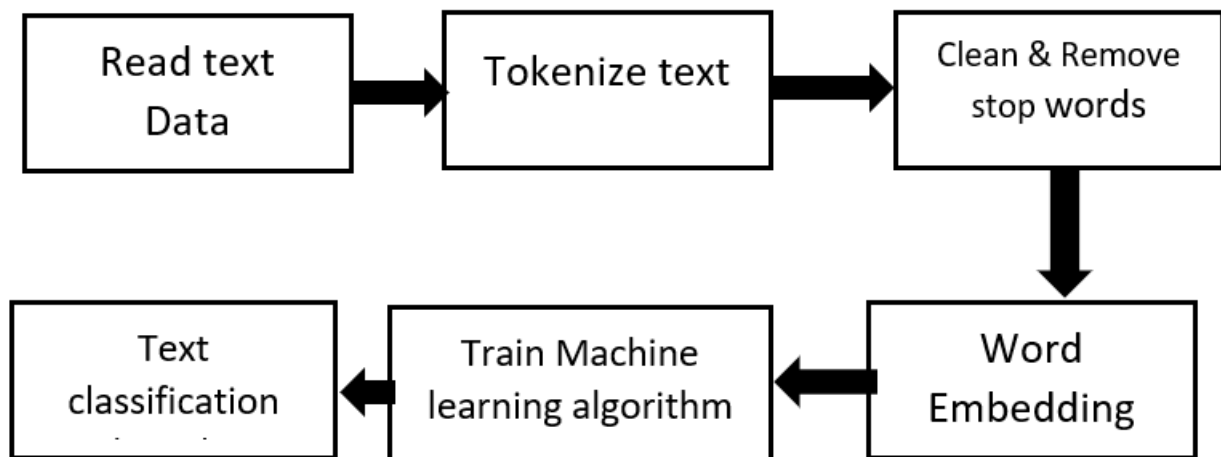 Read text
Data
Tokenize text
Clean & Remove
stop words
Word
Embedding
Train Machine
learning algorithm
Text
classification